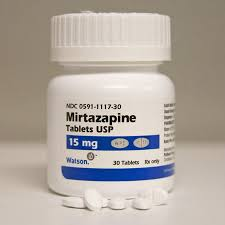 NDC 0591-1117-30
Mirtazapine
Tablets USP
15 mg
Watson
30 Tablets Rx only